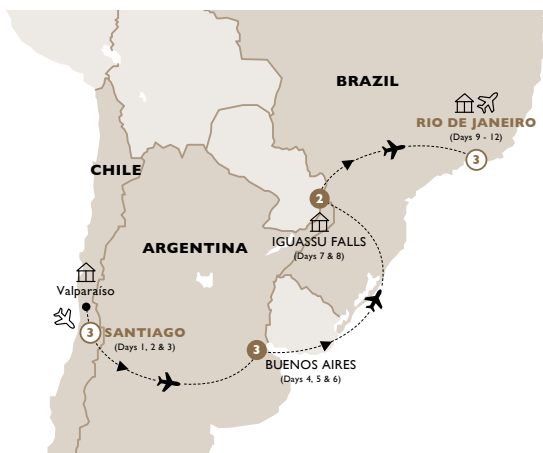 BRAZIL
RIO DE JANEIRO
(Days 9 - 12)
3
CHILE
2
IGUASSU FALLS
(Days 7 & 8)
ARGENTINA
Valparaíso
3
SANTIAGO
(Days 1, 2 & 3)
3
BUENOS AIRES
(Days 4, 5 & 6)